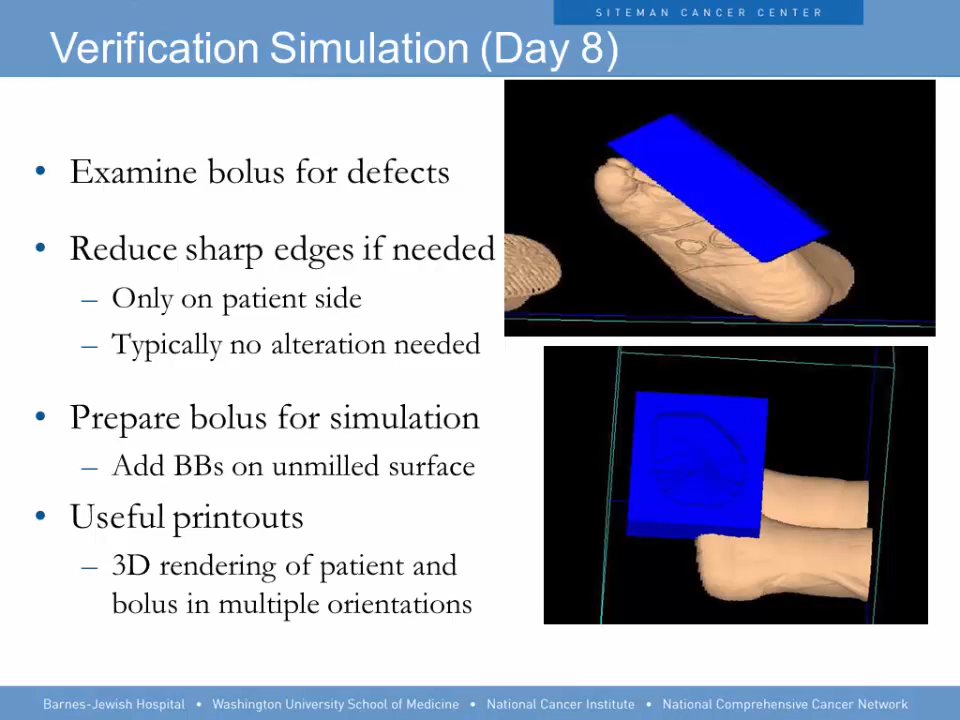 SITEMAN CANCER CENTER
Verification Simulation (Day 8)
• Examine bolus for defects
• Reduce sharp edges if needed
– Only on patient side
– Typically no alteration needed
• Prepare bolus for simulation
– Add BBs on unmilled surface
• Useful printouts
– 3D rendering of patient and
bolus in multiple orientations
Barnes-Jewish Hospital • Washington University School of Medicine • National Cancer Institute • National Comprehensive Cancer Network